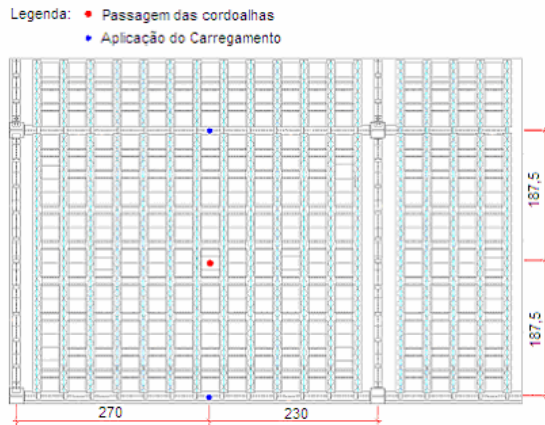 Legenda: Passagem das cordoalhas
Aplicação do Carregamento
187,5
187,5
270
230